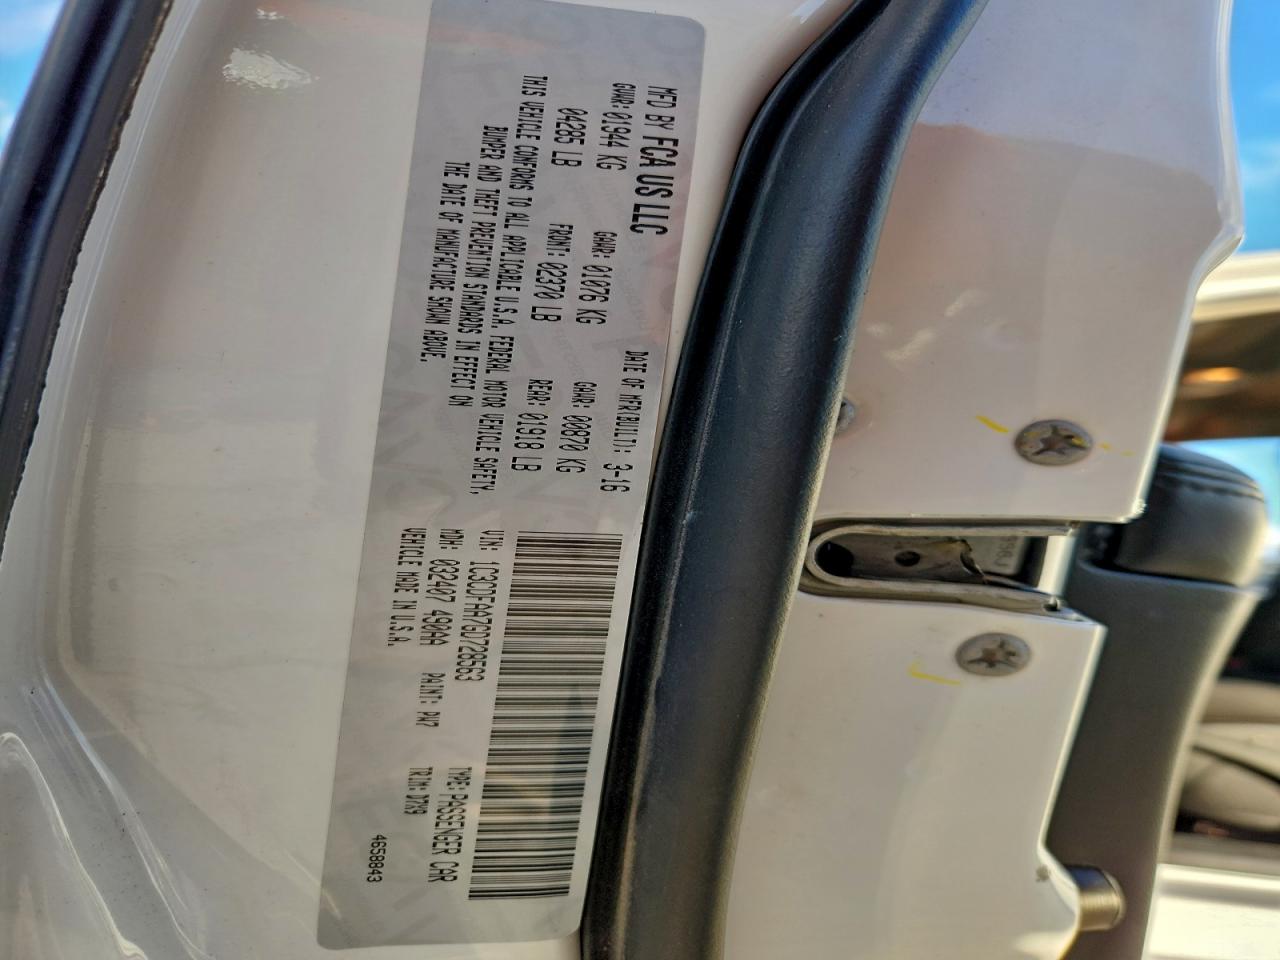 MFD BY FCA US LLC
DATE OF MFR(BUILT): 3-16
GVWR: 01944 KG
GAWR: 01076 KG
GAWR: 00870 KG
04285 LB
FRONT: 02370 LB
REAR: 01918 LB
THIS VEHICLE CONFORMS TO ALL APPLICABLE U.S.A. FEDERAL MOTOR VEHICLE SAFETY,
BUMPER AND THEFT PREVENTION STANDARDS IN EFFECT ON
THE DATE OF MANUFACTURE SHOWN ABOVE.
VIN: 1C3CDFAA7GD728563
TYPE: PASSENGER CAR
MDH: 032407 490AA
PAINT: PW7
TRIM: D7X9
VEHICLE MADE IN U.S.A.
4658843